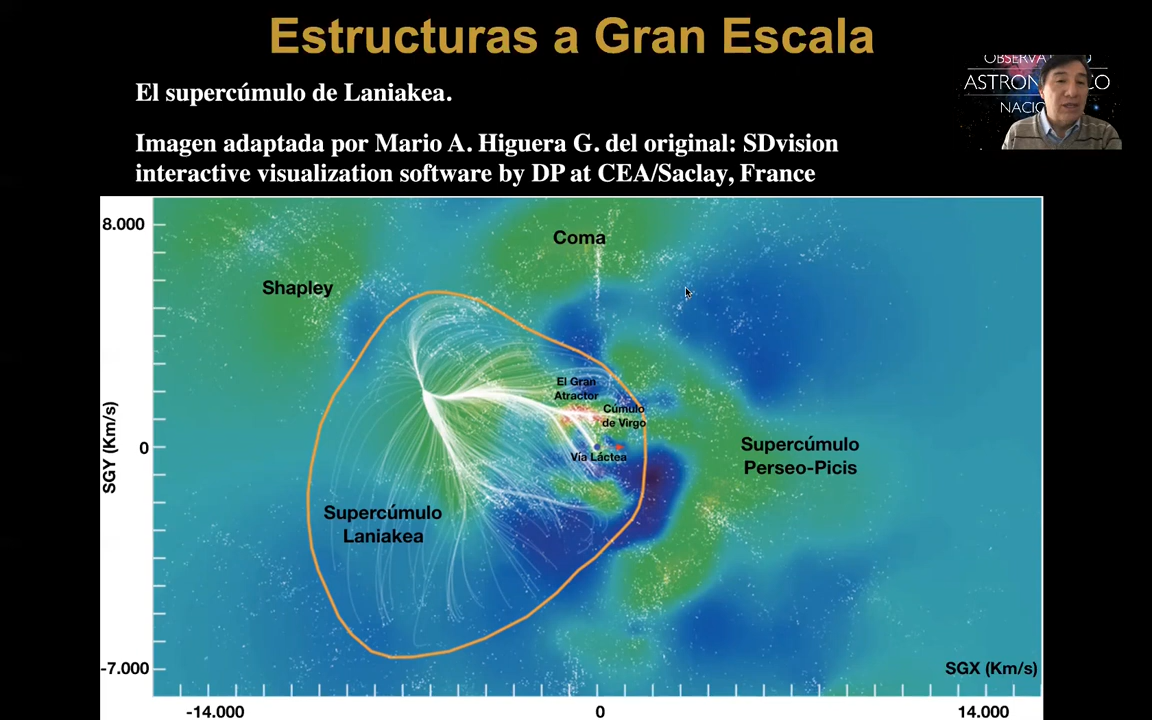 Estructuras a Gran Escala
El supercúmulo de Laniakea.
Imagen adaptada por Mario A. Higuera G. del original: SDvision
interactive visualization software by DP at CEA/Saclay, France
ASTRON CO
8.000
Coma
Shapley
El Gran
Atractor
Cúmulo
de Virgo
SGY (Km/s)
0
Vía Láctea
Supercúmulo
Perseo-Picis
Supercúmulo
Laniakea
-7.000
SGX (Km/s)
-14.000
0
14.000